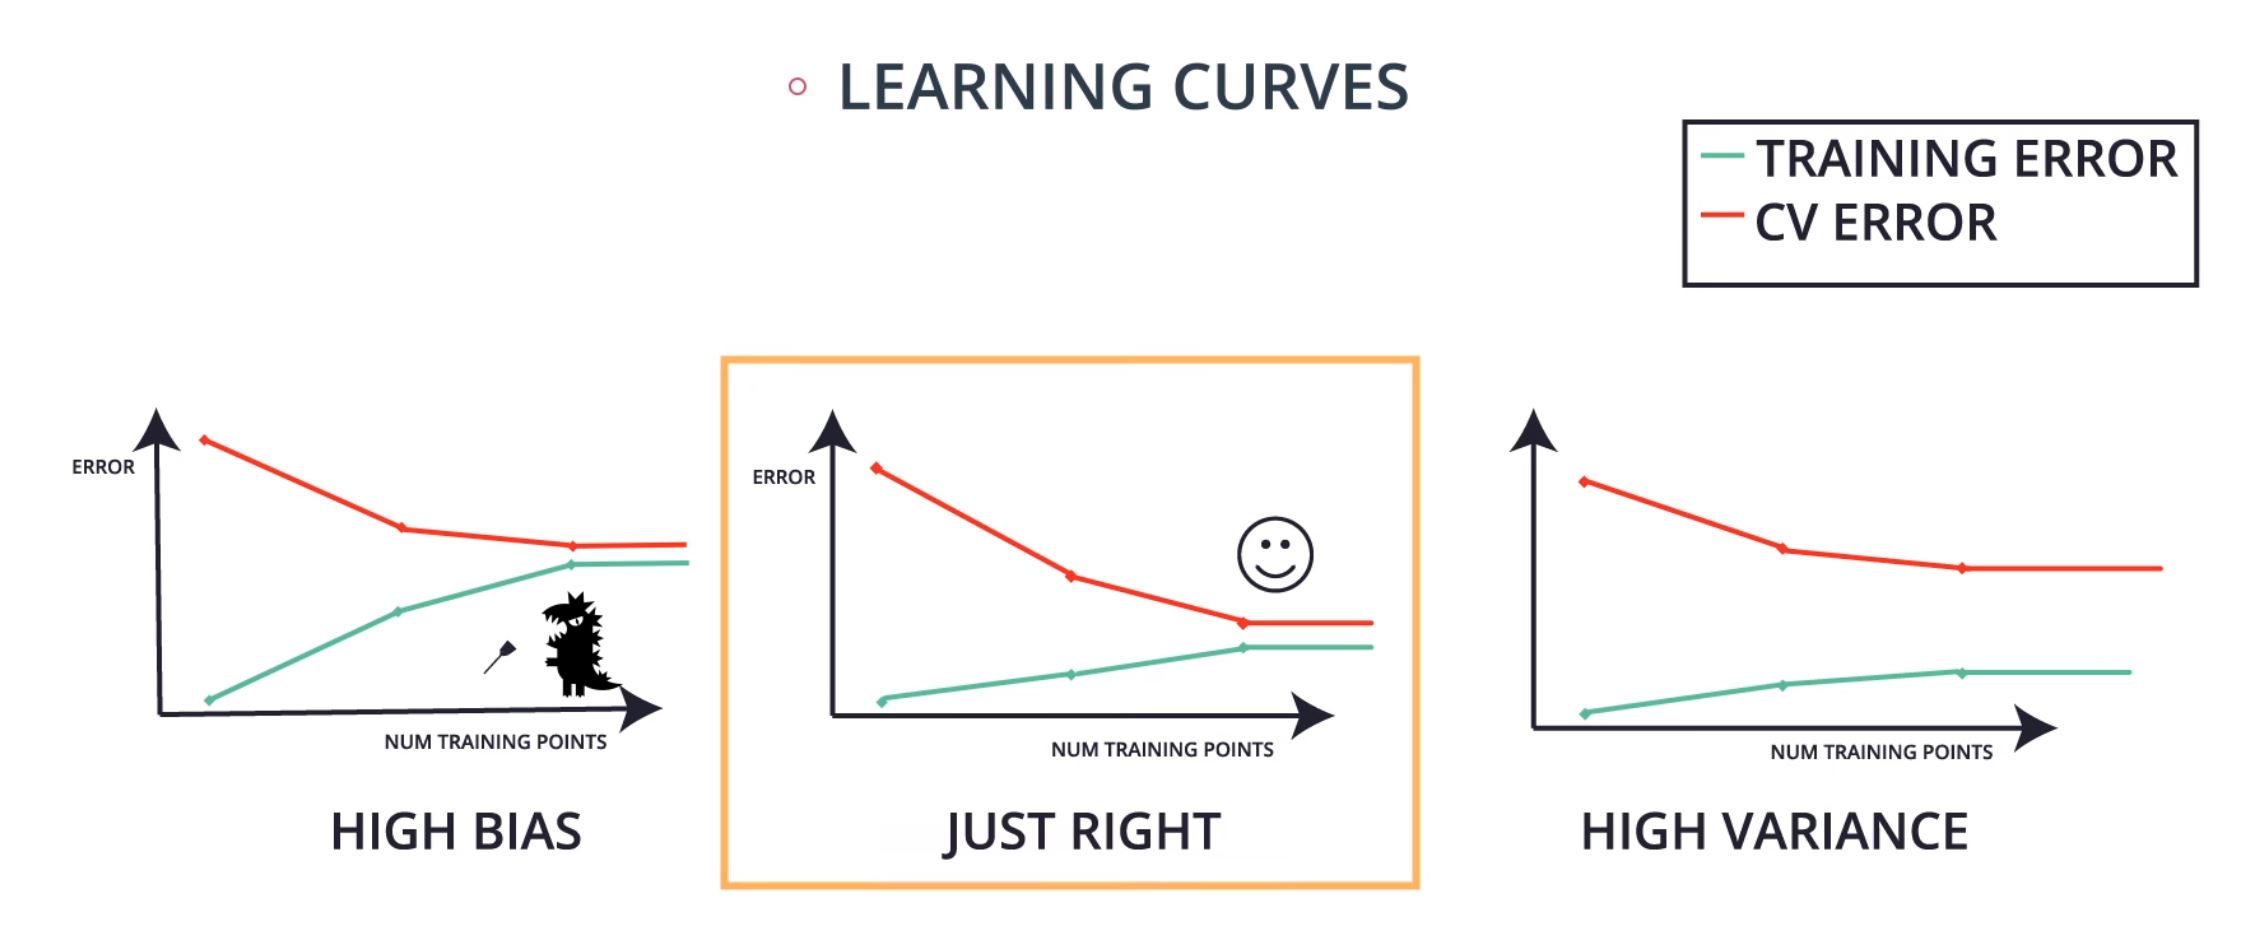 LEARNING CURVES
TRAINING ERROR
CV ERROR
ERROR
NUM TRAINING POINTS
HIGH BIAS
ERROR
NUM TRAINING POINTS
JUST RIGHT
NUM TRAINING POINTS
HIGH VARIANCE